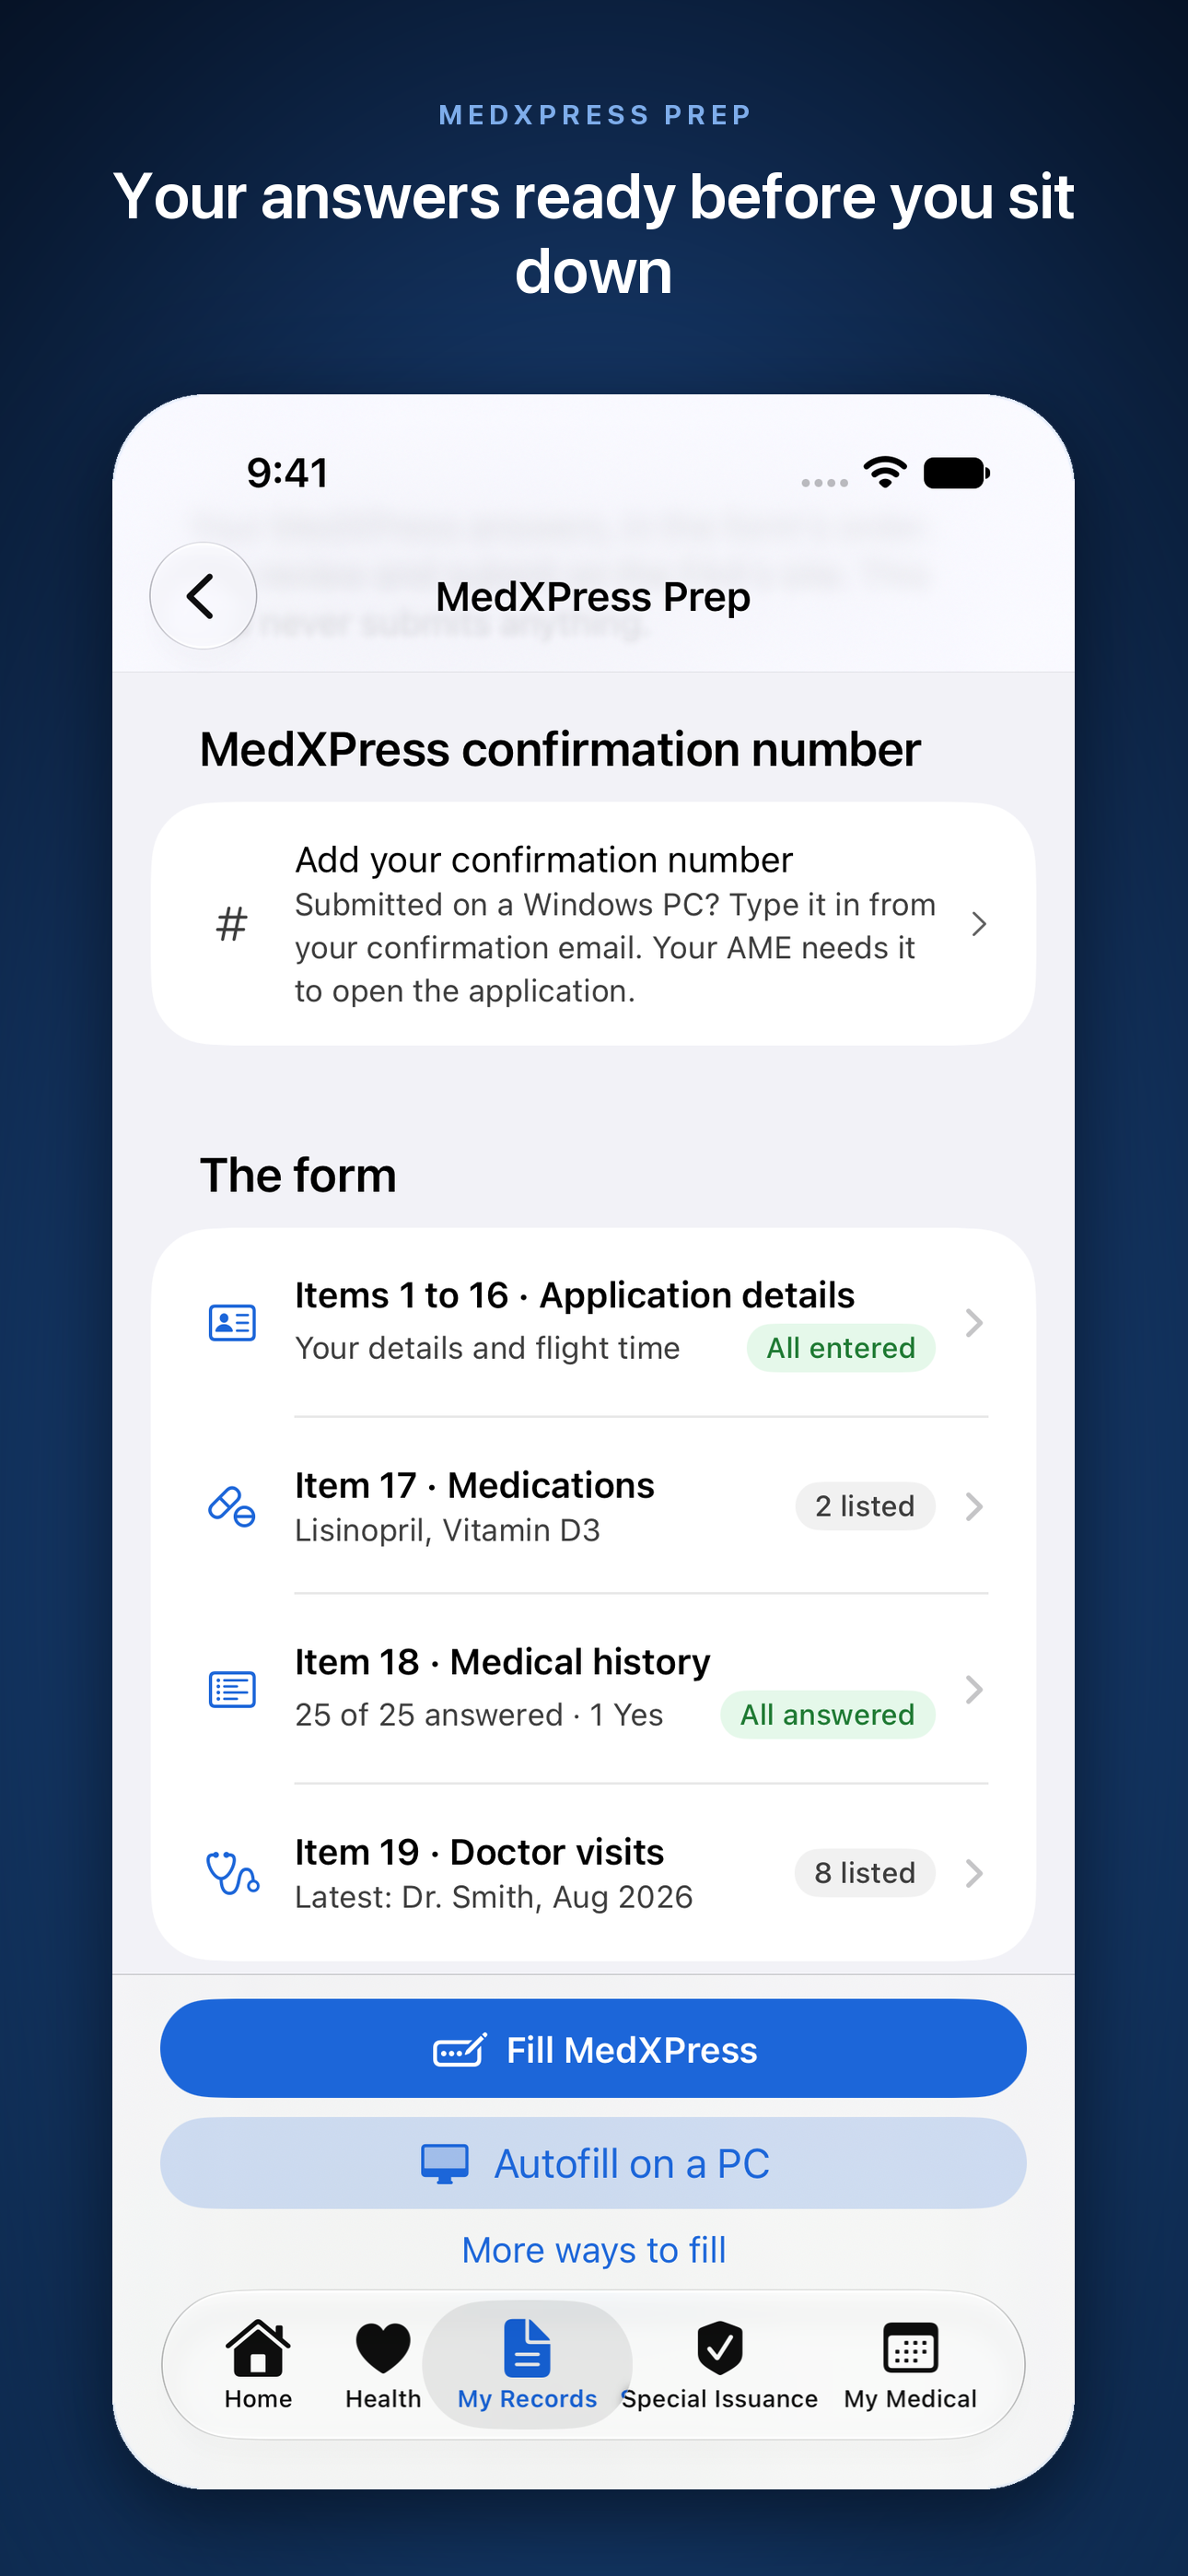 MEDXPRESS PREP
Your answers ready before you sit
down
9:41
never submits anything.
MedXPress Prep
MedXPress confirmation number
#
Add your confirmation number
Submitted on a Windows PC? Type it in from
your confirmation email. Your AME needs it
to open the application.
The form
Items 1 to 16 · Application details
Your details and flight time
All entered
Item 17 · Medications
Lisinopril, Vitamin D3
2 listed
Item 18 · Medical history
25 of 25 answered · 1 Yes
All answered
Item 19 · Doctor visits
Latest: Dr. Smith, Aug 2026
8 listed
Fill MedXPress
Autofill on a PC
More ways to fill
Home
Health
My Records
Special Issuance
My Medical